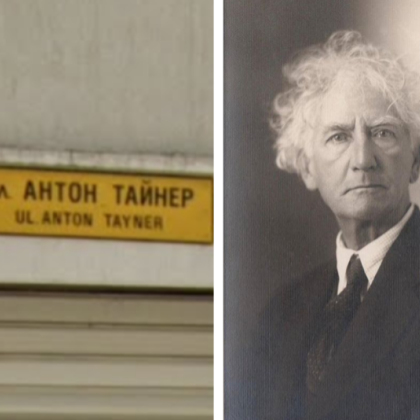 л. АНТОН ТАЙНЕР
UL. ANTON TAYNER